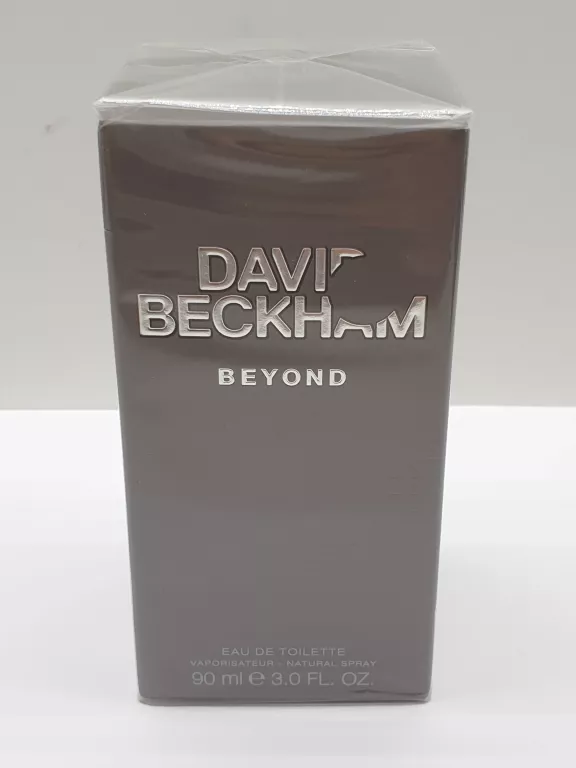 DAVID
BECKHAM
BEYOND
EAU DE TOILETTE
VAPORISATEUR - NATURAL SPRAY
90 ml ℮ 3.0 FL. OZ.